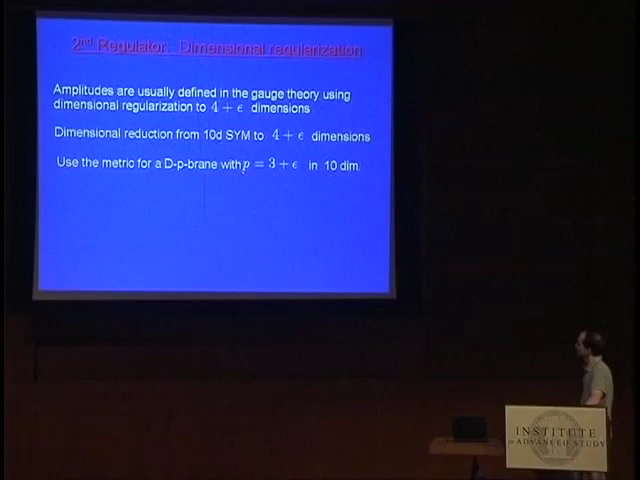 2nd Regulator: Dimensional regularization
Amplitudes are usually defined in the gauge theory using
dimensional regularization to 4 + ϵ dimensions
Dimensional reduction from 10d SYM to 4 + ϵ dimensions
Use the metric for a D-p-brane with p = 3 + ϵ in 10 dim.
INSTITUTE
for ADVANCED STUDY